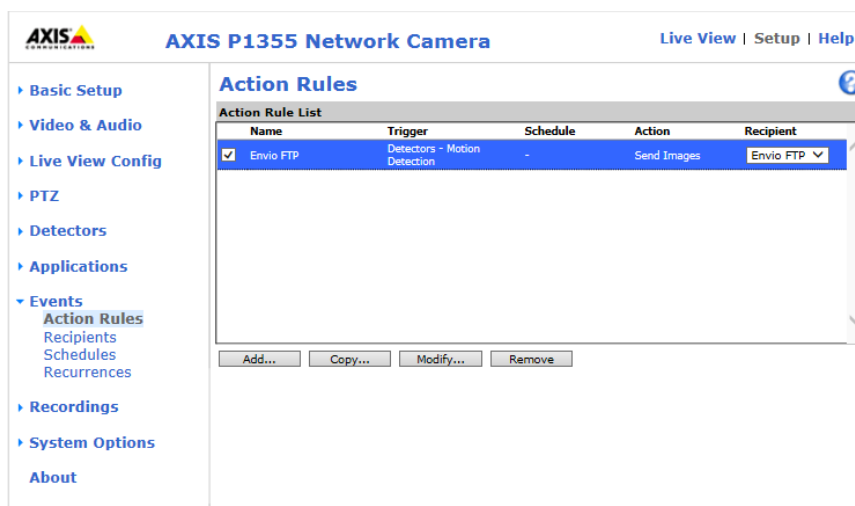 AXIS
COMMUNICATIONS
AXIS P1355 Network Camera
Live View | Setup | Help
Basic Setup
Video & Audio
Live View Config
PTZ
Detectors
Applications
Events
Action Rules
Recipients
Schedules
Recurrences
Recordings
System Options
About
Action Rules
?
Action Rule List
Name Trigger Schedule Action Recipient
Envio FTP Detectors - Motion Detection - Send Images Envio FTP
Add... Copy... Modify... Remove